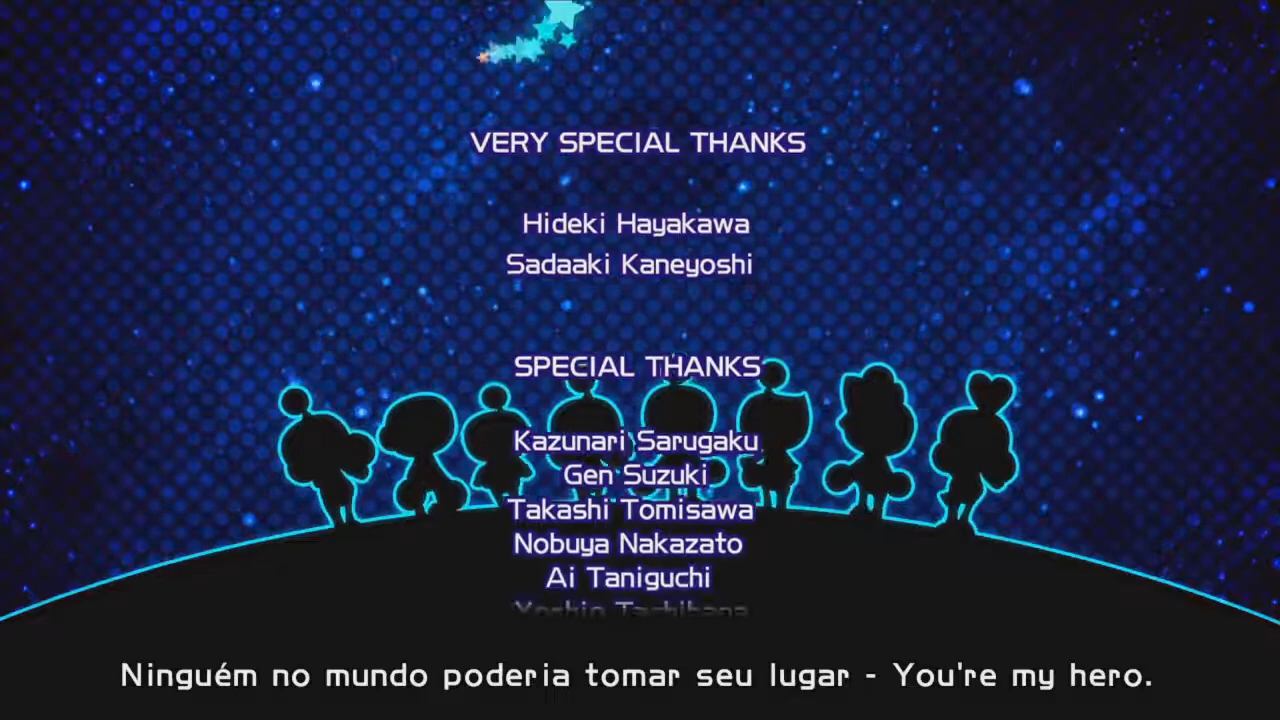 VERY SPECIAL THANKS
Hideki Hayakawa
Sadaaki Kaneyoshi
SPECIAL THANKS
Kazunari Sarugaku
Gen Suzuki
Takashi Tomisawa
Nobuya Nakazato
Ai Taniguchi
Ninguém no mundo poderia tomar seu lugar - You're my hero.